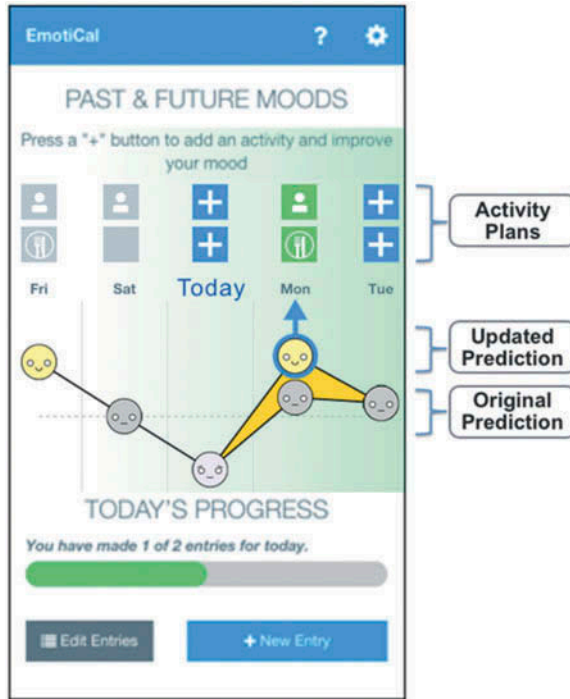 EmotiCal ?
PAST & FUTURE MOODS
Press a "+" button to add an activity and improve
your mood
Activity
Plans
Fri Sat Today Mon Tue
Updated
Prediction
Original
Prediction
TODAY'S PROGRESS
You have made 1 of 2 entries for today.
Edit Entries + New Entry